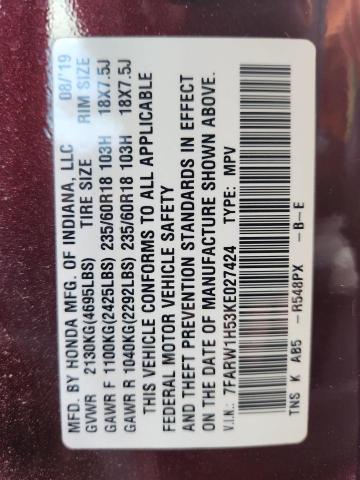 MFD. BY HONDA MFG. OF INDIANA, LLC 08/'19
GVWR 2130KG(4695LBS) TIRE SIZE RIM SIZE
GAWR F 1100KG(2425LBS) 235/60R18 103H 18X7.5J
GAWR R 1040KG(2292LBS) 235/60R18 103H 18X7.5J
THIS VEHICLE CONFORMS TO ALL APPLICABLE
FEDERAL MOTOR VEHICLE SAFETY
AND THEFT PREVENTION STANDARDS IN EFFECT
ON THE DATE OF MANUFACTURE SHOWN ABOVE.
V.I.N.: 7FARW1H53KE027424 TYPE: MPV
TNS K AB5 -R548PX -B-E